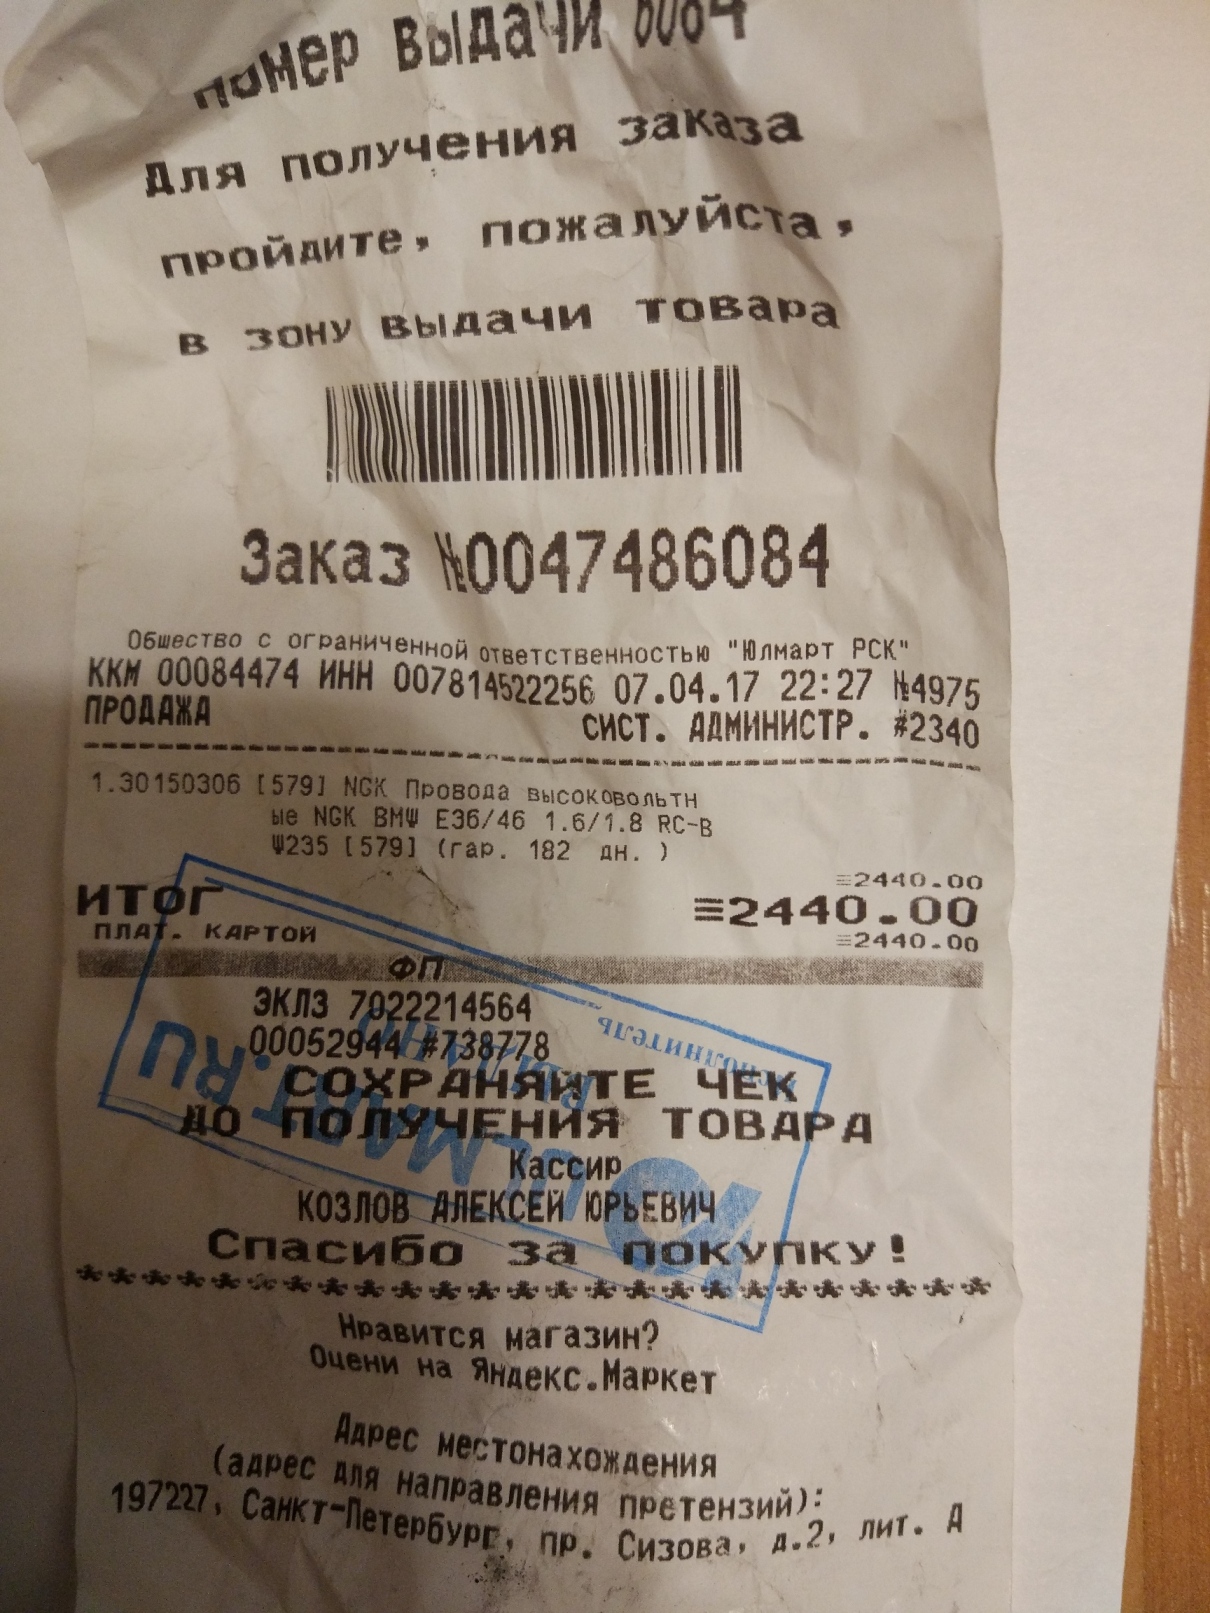 Номер выдачи 6084
Для получения заказа
пройдите, пожалуйста,
в зону выдачи товара
Заказ №0047486084
Общество с ограниченной ответственностью "Юлмарт РСК"
ККМ 00084474 ИНН 007814522256 07.04.17 22:27 №4975
ПРОДАЖА СИСТ. АДМИНИСТР. #2340
1.30150306 [579] NGK Провода высоковольтн
ые NGK BMW E36/46 1.6/1.8 RC-B
W235 [579] (гар. 182 дн. )
≡2440.00
ИТОГ ≡2440.00
ПЛАТ. КАРТОЙ ≡2440.00
ФП
ЭКЛЗ 7022214564
00052944 #738778
СОХРАНЯЙТЕ ЧЕК
ДО ПОЛУЧЕНИЯ ТОВАРА
Кассир
КОЗЛОВ АЛЕКСЕЙ ЮРЬЕВИЧ
Спасибо за покупку!
Нравится магазин?
Оцени на Яндекс.Маркет
Адрес местонахождения
(адрес для направления претензий):
197227, Санкт-Петербург, пр. Сизова, д.2, лит. А
U_MART.RU
ВЫДАНО
исполнитель